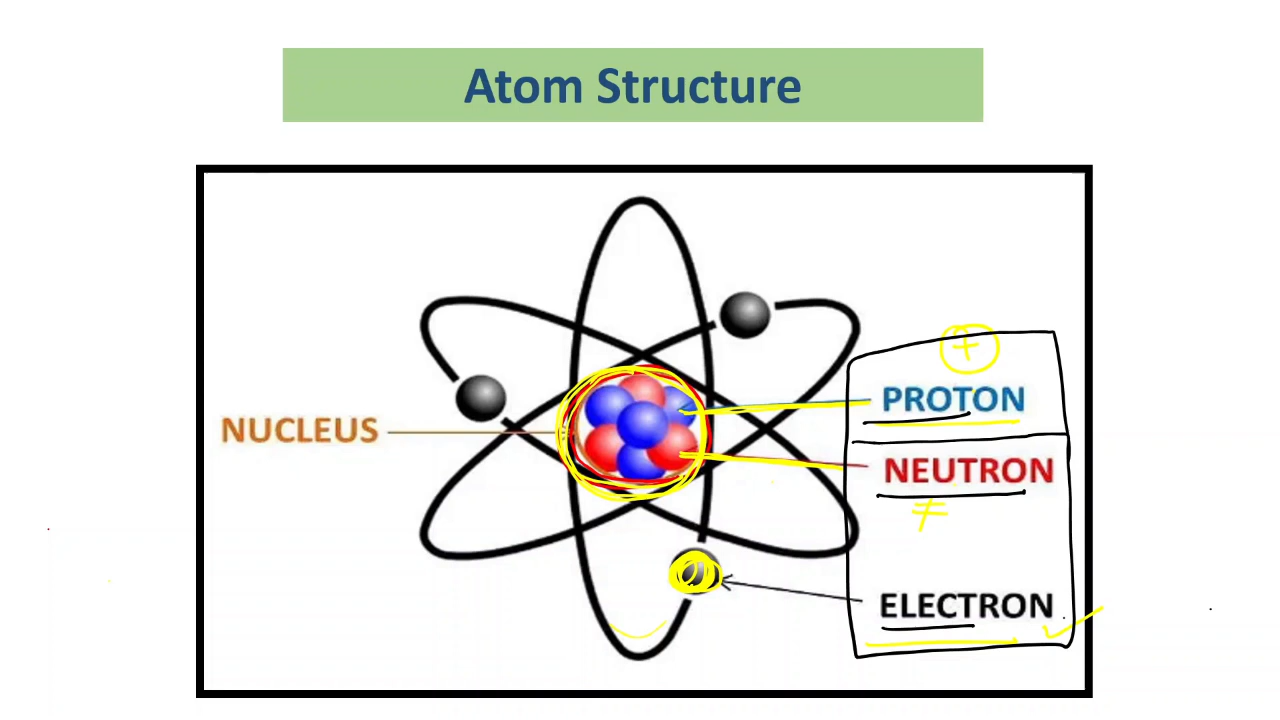 Atom Structure
+
PROTON
NUCLEUS
NEUTRON
≠
ELECTRON